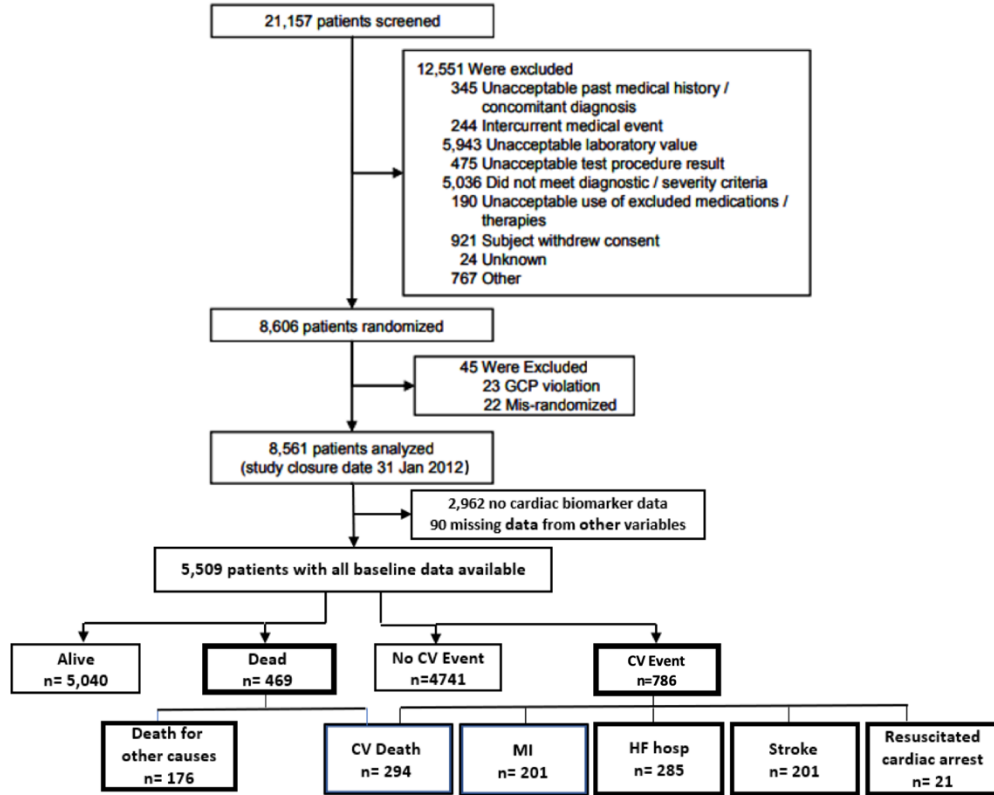 21,157 patients screened
12,551 Were excluded
345 Unacceptable past medical history /
concomitant diagnosis
244 Intercurrent medical event
5,943 Unacceptable laboratory value
475 Unacceptable test procedure result
5,036 Did not meet diagnostic / severity criteria
190 Unacceptable use of excluded medications /
therapies
921 Subject withdrew consent
24 Unknown
767 Other
8,606 patients randomized
45 Were Excluded
23 GCP violation
22 Mis-randomized
8,561 patients analyzed
(study closure date 31 Jan 2012)
2,962 no cardiac biomarker data
90 missing data from other variables
5,509 patients with all baseline data available
Alive
n= 5,040
Dead
n= 469
No CV Event
n=4741
CV Event
n=786
Death for
other causes
n= 176
CV Death
n= 294
MI
n= 201
HF hosp
n= 285
Stroke
n= 201
Resuscitated
cardiac arrest
n= 21